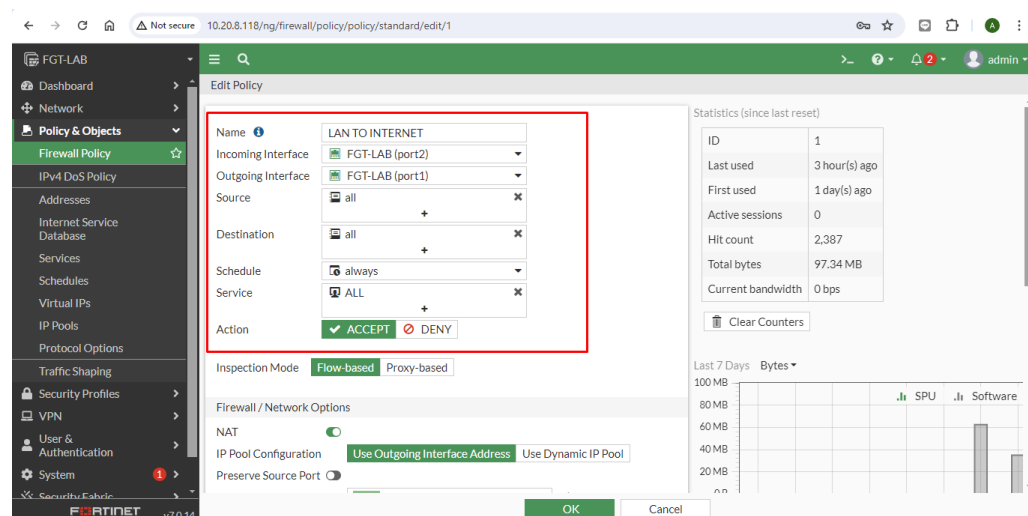 Not secure 10.20.8.118/ng/firewall/policy/policy/standard/edit/1 A
FGT-LAB
>_ ? 2 admin
Dashboard
Network
Policy & Objects
Firewall Policy
IPv4 DoS Policy
Addresses
Internet Service
Database
Services
Schedules
Virtual IPs
IP Pools
Protocol Options
Traffic Shaping
Security Profiles
VPN
User &
Authentication
System 1
Security Fabric
FORTINET v7.0.14
Edit Policy
Name LAN TO INTERNET
Incoming Interface FGT-LAB (port2)
Outgoing Interface FGT-LAB (port1)
Source all
+
Destination all
+
Schedule always
Service ALL
+
Action ACCEPT DENY
Inspection Mode Flow-based Proxy-based
Firewall / Network Options
NAT
IP Pool Configuration Use Outgoing Interface Address Use Dynamic IP Pool
Preserve Source Port
Statistics (since last reset)
ID 1
Last used 3 hour(s) ago
First used 1 day(s) ago
Active sessions 0
Hit count 2,387
Total bytes 97.34 MB
Current bandwidth 0 bps
Clear Counters
Last 7 Days Bytes
100 MB
SPU Software
80 MB
60 MB
40 MB
20 MB
0 B
OK Cancel